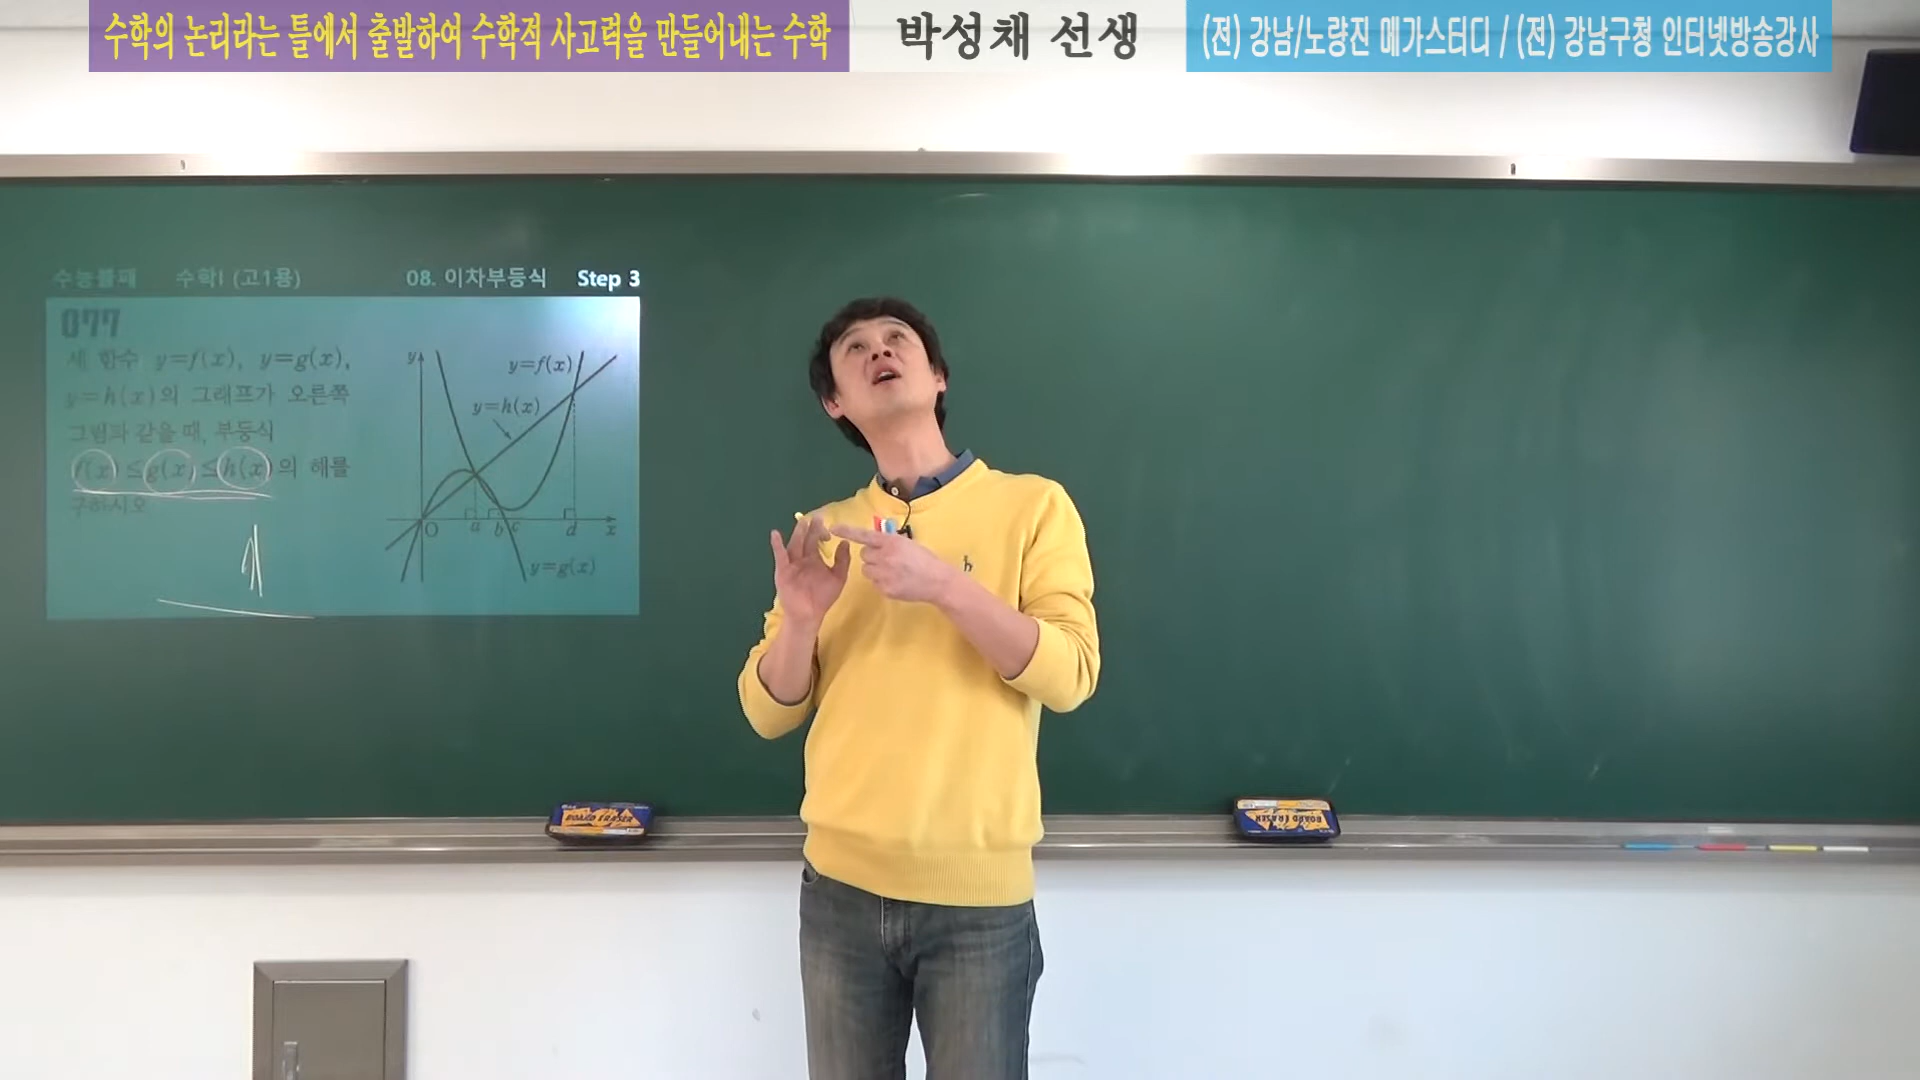 수학의 논리라는 틀에서 출발하여 수학적 사고력을 만들어내는 수학
박성채 선생
(전) 강남/노량진 메가스터디 / (전) 강남구청 인터넷방송강사
수능불패 수학I (고1용) 08. 이차부등식 Step 3
077
세 함수 y=f(x), y=g(x),
y=h(x)의 그래프가 오른쪽
그림과 같을 때, 부등식
f(x)≤g(x)≤h(x)의 해를
구하시오
y
y=f(x)
y=h(x)
O a b c d x
y=g(x)
h
BOARD ERASER
BOARD ERASER